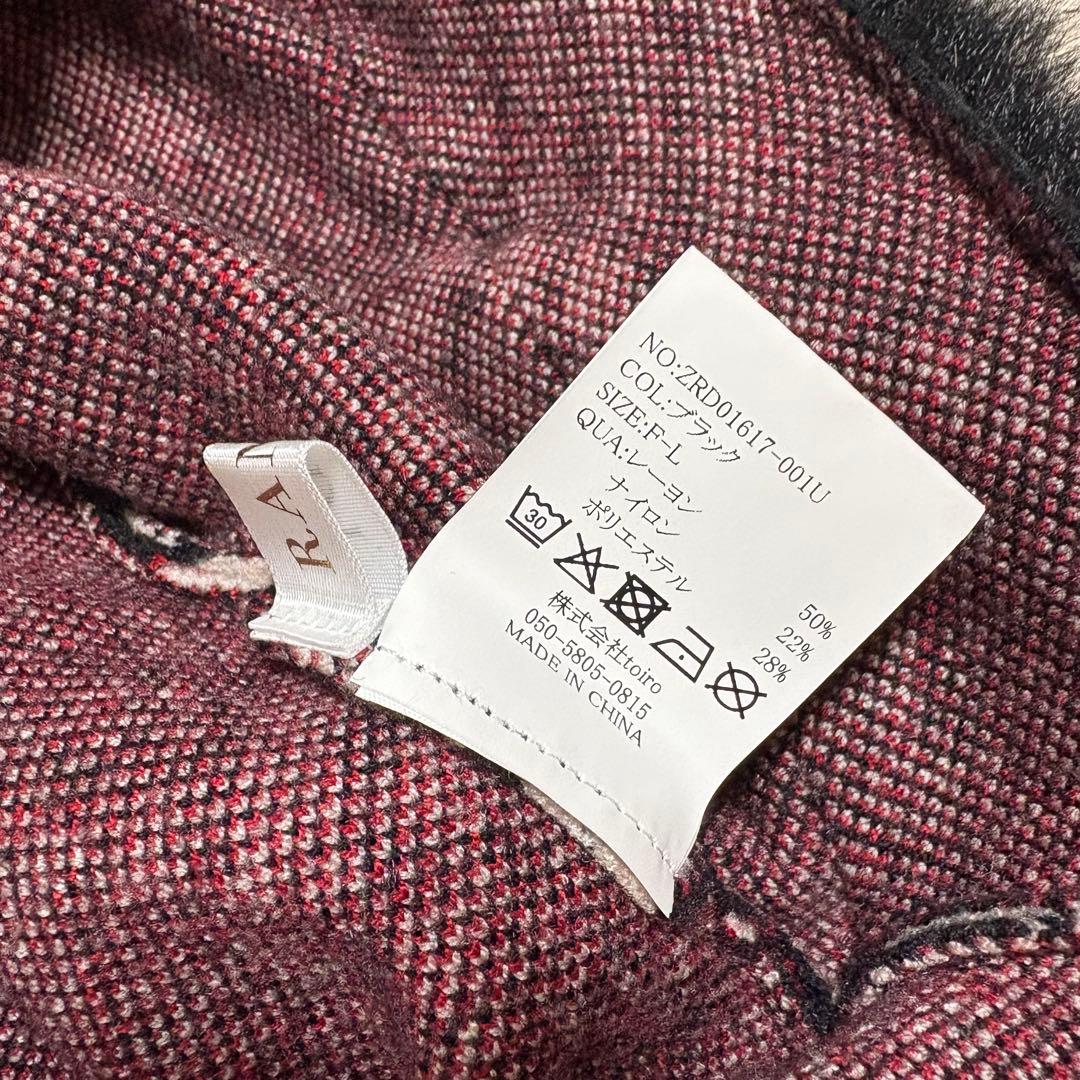 NO:ZRD01617-001U
COL:ブラック
SIZE:F-L
QUA:レーヨン 50%
ナイロン 22%
ポリエステル 28%
30
株式会社toiro
050-5805-0815
MADE IN CHINA
RA